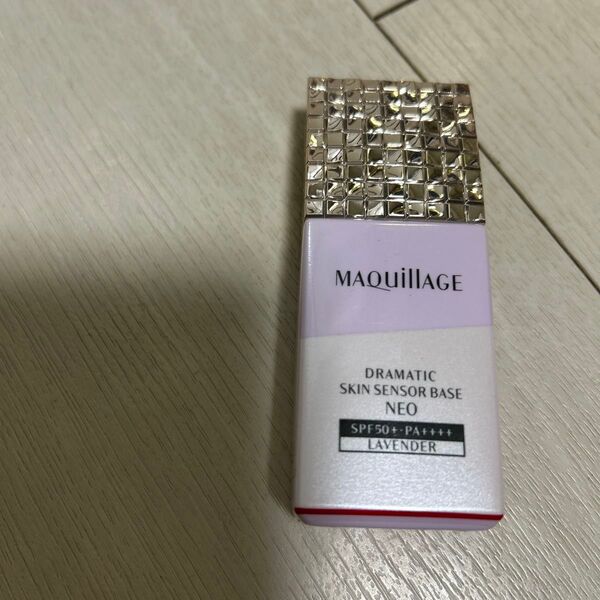 MAQuillAGE
DRAMATIC
SKIN SENSOR BASE
NEO
SPF50+・PA++++
LAVENDER